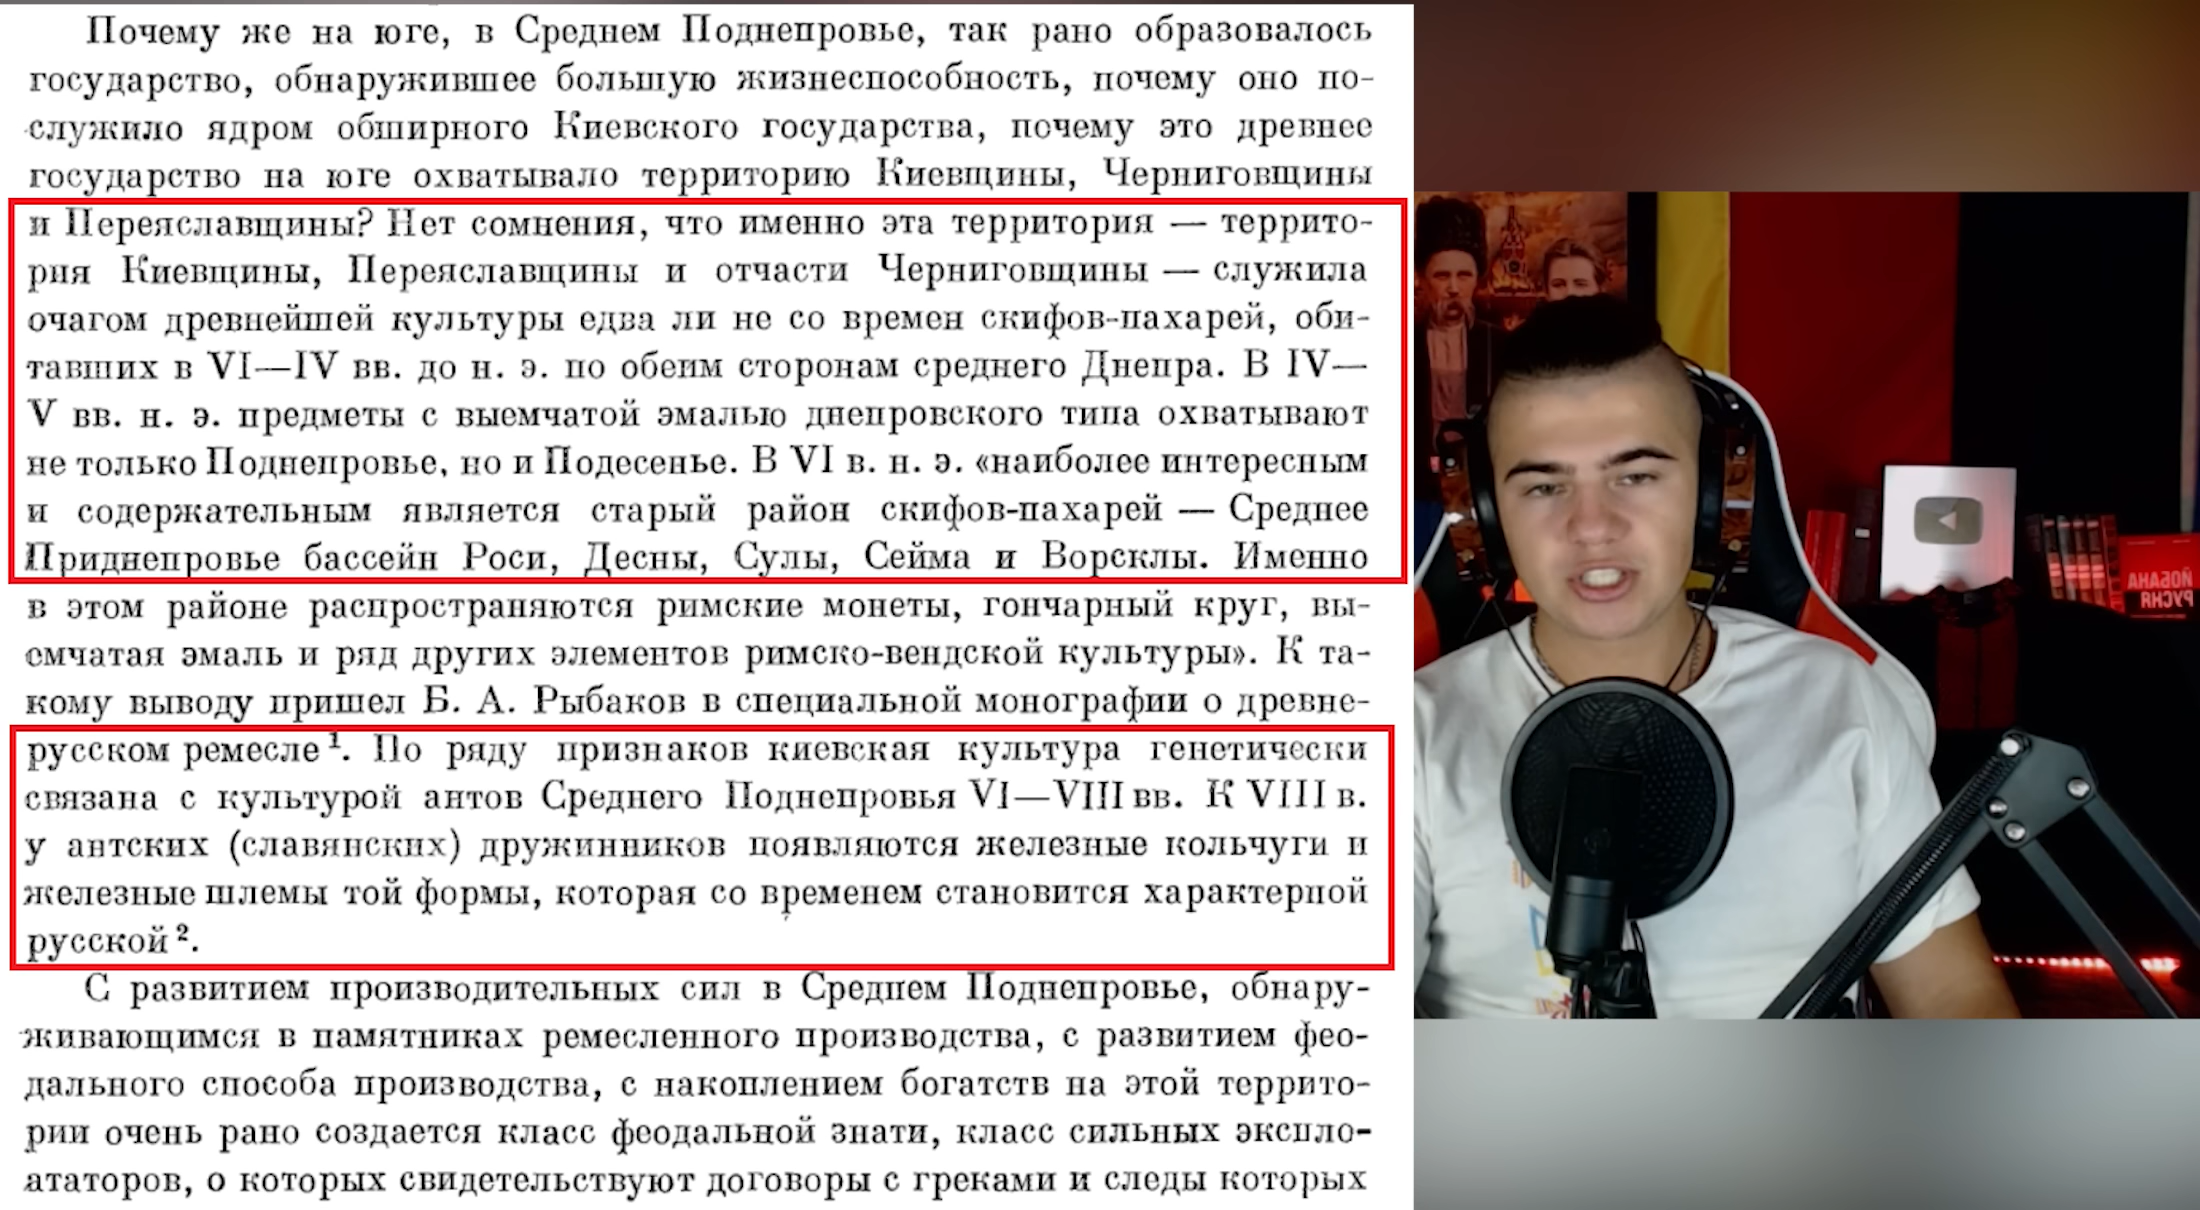 Почему же на юге, в Среднем Поднепровье, так рано образовалось
государство, обнаружившее большую жизнеспособность, почему оно по-
служило ядром обширного Киевского государства, почему это древнее
государство на юге охватывало территорию Киевщины, Черниговщины
и Переяславщины? Нет сомнения, что именно эта территория — террито-
рия Киевщины, Переяславщины и отчасти Черниговщины — служила
очагом древнейшей культуры едва ли не со времен скифов-пахарей, оби-
тавших в VI—IV вв. до н. э. по обеим сторонам среднего Днепра. В IV—
V вв. н. э. предметы с выемчатой эмалью днепровского типа охватывают
не только Поднепровье, но и Подесенье. В VI в. н. э. «наиболее интересным
и содержательным является старый район скифов-пахарей — Среднее
Приднепровье бассейн Роси, Десны, Сулы, Сейма и Ворсклы. Именно
в этом районе распространяются римские монеты, гончарный круг, вы-
емчатая эмаль и ряд других элементов римско-вендской культуры». К та-
кому выводу пришел Б. А. Рыбаков в специальной монографии о древне-
русском ремесле ¹. По ряду признаков киевская культура генетически
связана с культурой антов Среднего Поднепровья VI—VIII вв. К VIII в.
у антских (славянских) дружинников появляются железные кольчуги и
железные шлемы той формы, которая со временем становится характерной
русской ².
С развитием производительных сил в Среднем Поднепровье, обнару-
живающимся в памятниках ремесленного производства, с развитием фео-
дального способа производства, с накоплением богатств на этой террито-
рии очень рано создается класс феодальной знати, класс сильных эксплo-
ататоров, о которых свидетельствуют договоры с греками и следы которых
ЙОБАНА
РУСНЯ